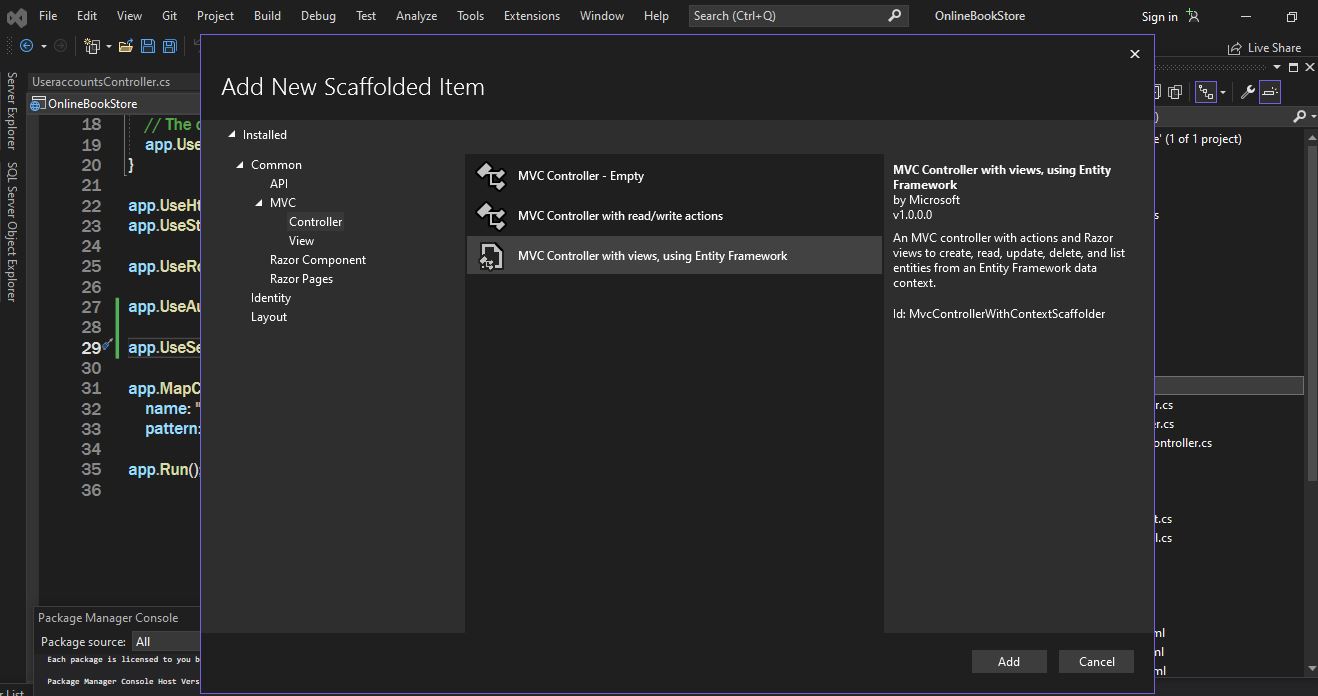 File Edit View Git Project Build Debug Test Analyze Tools Extensions Window Help Search (Ctrl+Q) OnlineBookStore Sign in
Live Share
Server Explorer
SQL Server Object Explorer
UseraccountsController.cs
OnlineBookStore
Add New Scaffolded Item
Installed
Common
API
MVC
Controller
View
Razor Component
Razor Pages
Identity
Layout
MVC Controller - Empty
MVC Controller with read/write actions
MVC Controller with views, using Entity Framework
MVC Controller with views, using Entity
Framework
by Microsoft
v1.0.0.0
An MVC controller with actions and Razor
views to create, read, update, delete, and list
entities from an Entity Framework data
context.
Id: MvcControllerWithContextScaffolder
Add Cancel
18 // The
19 app.Use
20 }
21
22 app.UseHt
23 app.UseSt
24
25 app.UseRo
26
27 app.UseAu
28
29 app.UseSe
30
31 app.MapC
32 name: "
33 pattern:
34
35 app.Run();
36
)
e' (1 of 1 project)
s
r.cs
er.cs
ontroller.cs
t.cs
l.cs
ml
ml
ml
Package Manager Console
Package source: All
Each package is licensed to you b
Package Manager Console Host Vers
r List